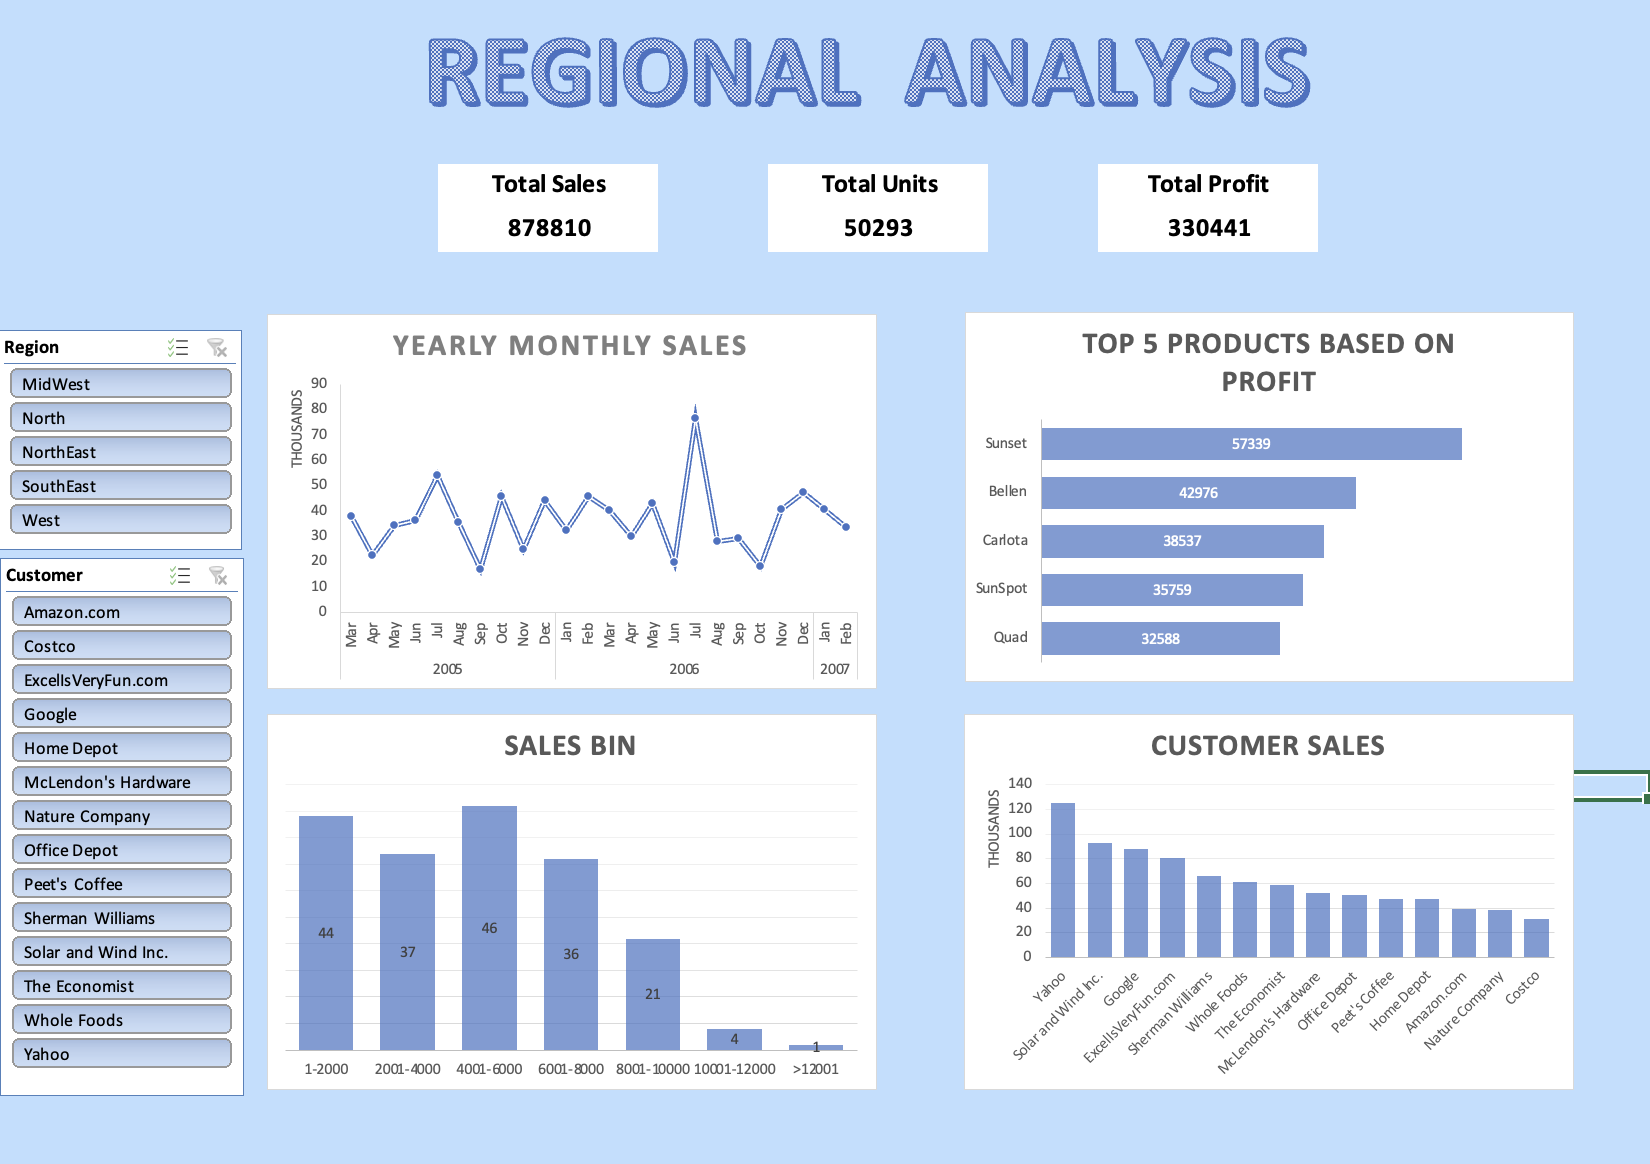 REGIONAL ANALYSIS
Total Sales
878810
Total Units
50293
Total Profit
330441
Region
MidWest
North
NorthEast
SouthEast
West
Customer
Amazon.com
Costco
ExcelIsVeryFun.com
Google
Home Depot
McLendon's Hardware
Nature Company
Office Depot
Peet's Coffee
Sherman Williams
Solar and Wind Inc.
The Economist
Whole Foods
Yahoo
YEARLY MONTHLY SALES
THOUSANDS
90
80
70
60
50
40
30
20
10
0
Mar Apr May Jun Jul Aug Sep Oct Nov Dec Jan Feb Mar Apr May Jun Jul Aug Sep Oct Nov Dec Jan Feb
2005 2006 2007
TOP 5 PRODUCTS BASED ON
PROFIT
Sunset 57339
Bellen 42976
Carlota 38537
SunSpot 35759
Quad 32588
SALES BIN
44 37 46 36 21 4 1
1-2000 2001-4000 4001-6000 6001-8000 8001-10000 10001-12000 >12001
CUSTOMER SALES
THOUSANDS
140
120
100
80
60
40
20
0
Yahoo
Solar and Wind Inc.
Google
ExcelIsVeryFun.com
Sherman Williams
Whole Foods
The Economist
McLendon's Hardware
Office Depot
Peet's Coffee
Home Depot
Amazon.com
Nature Company
Costco